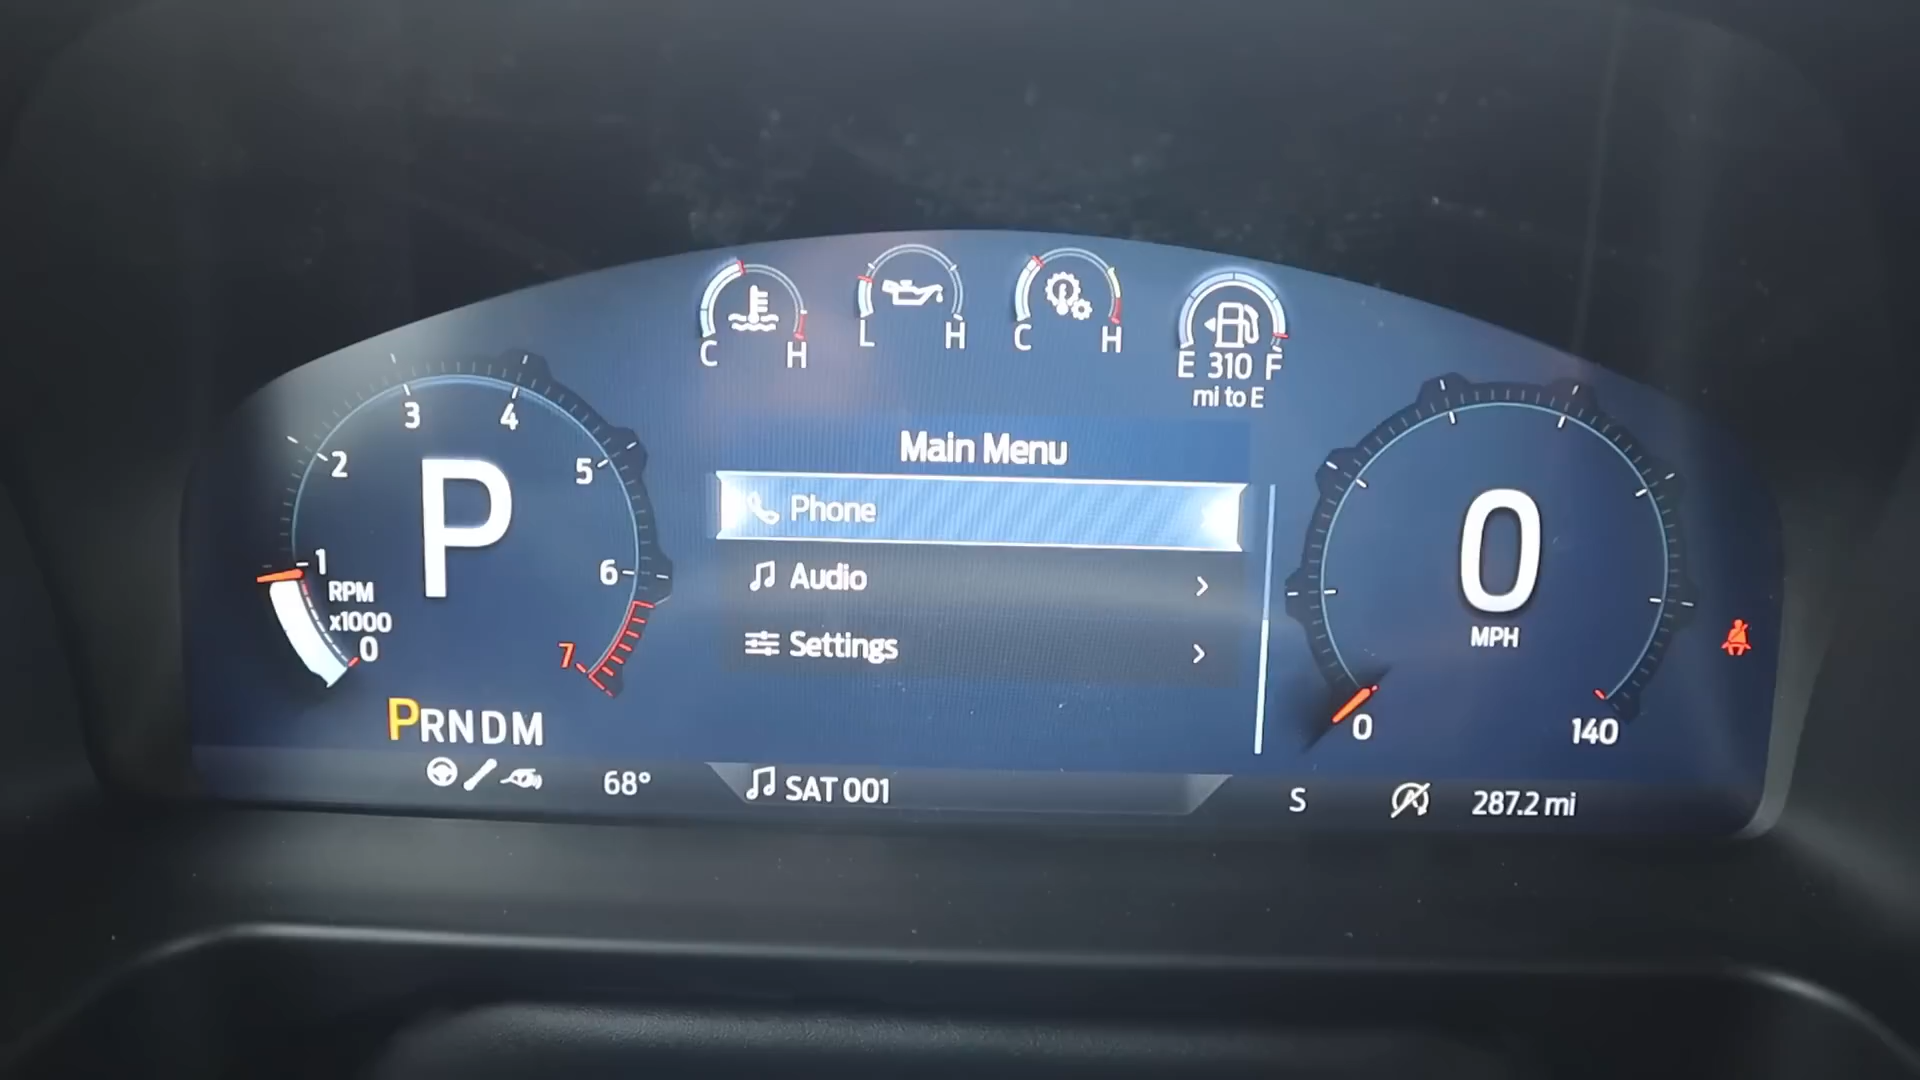 C H
L H
C H
E 310 F
mi to E
3 4
2 5
1 6
RPM
x1000
0
7
P
PRNDM
Main Menu
Phone
Audio
Settings
0
MPH
0 140
68°
SAT 001
S
287.2 mi